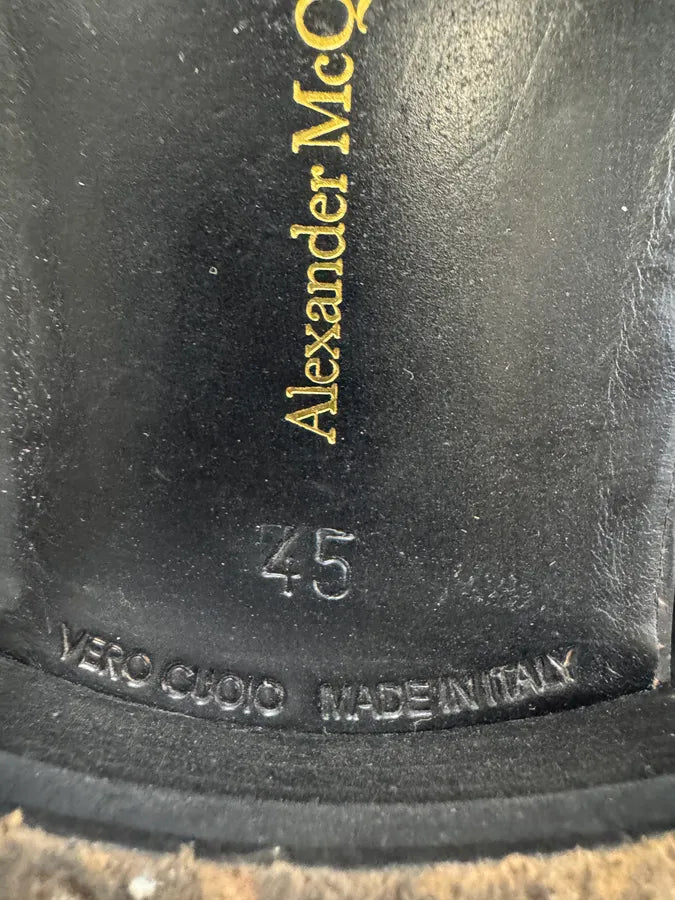 Alexander McQ
45
VERO CUOIO MADE IN ITALY